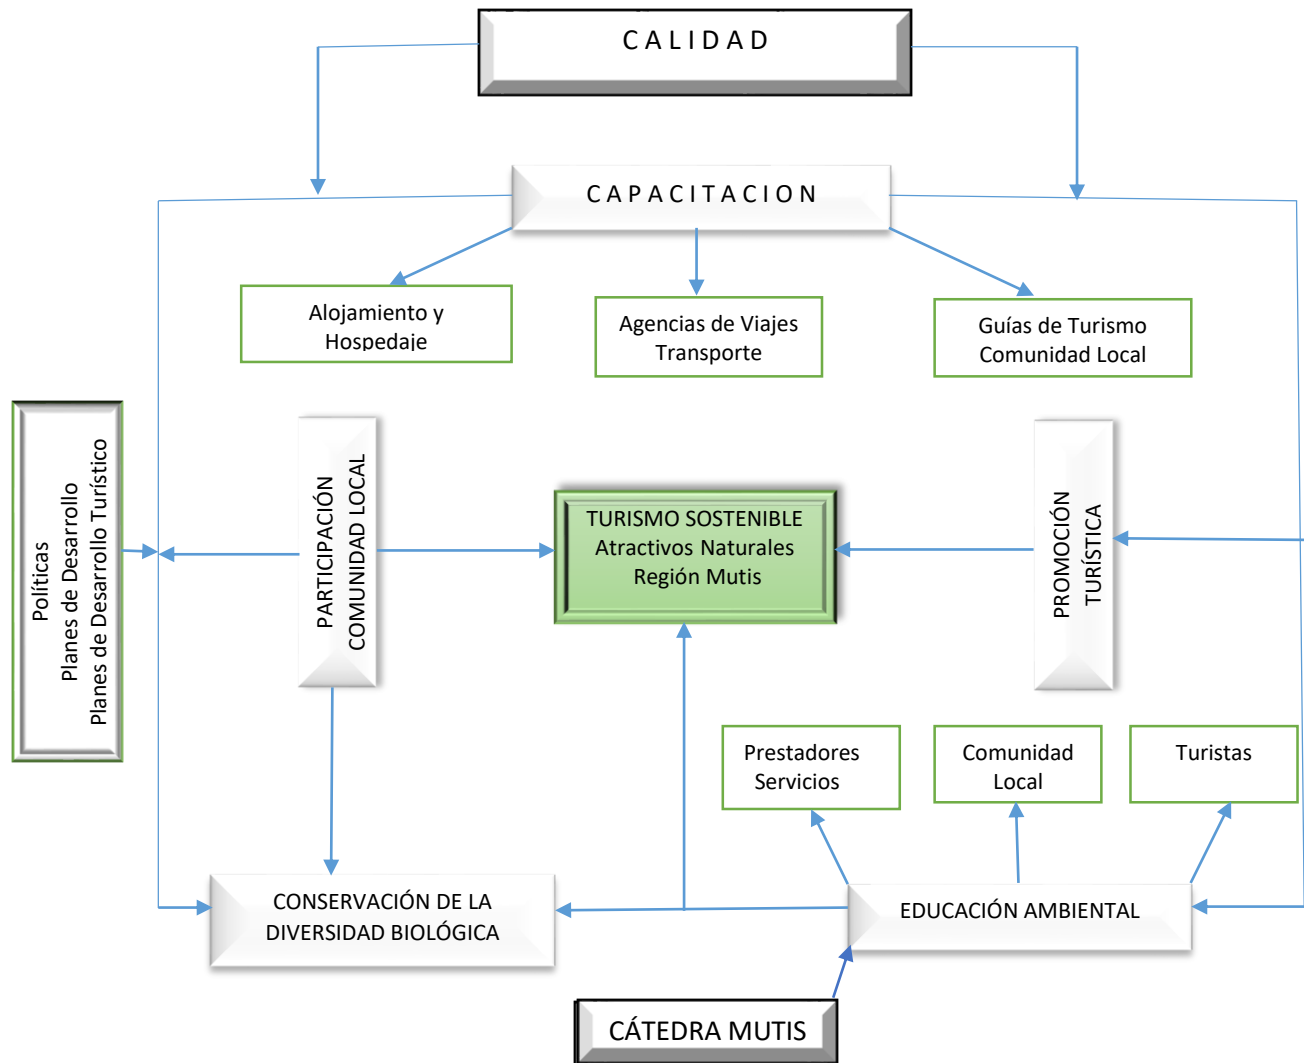 C A L I D A D
C A P A C I T A C I O N
Alojamiento y
Hospedaje
Agencias de Viajes
Transporte
Guías de Turismo
Comunidad Local
Políticas
Planes de Desarrollo
Planes de Desarrollo Turístico
PARTICIPACIÓN
COMUNIDAD LOCAL
TURISMO SOSTENIBLE
Atractivos Naturales
Región Mutis
PROMOCIÓN
TURÍSTICA
Prestadores
Servicios
Comunidad
Local
Turistas
CONSERVACIÓN DE LA
DIVERSIDAD BIOLÓGICA
EDUCACIÓN AMBIENTAL
CÁTEDRA MUTIS